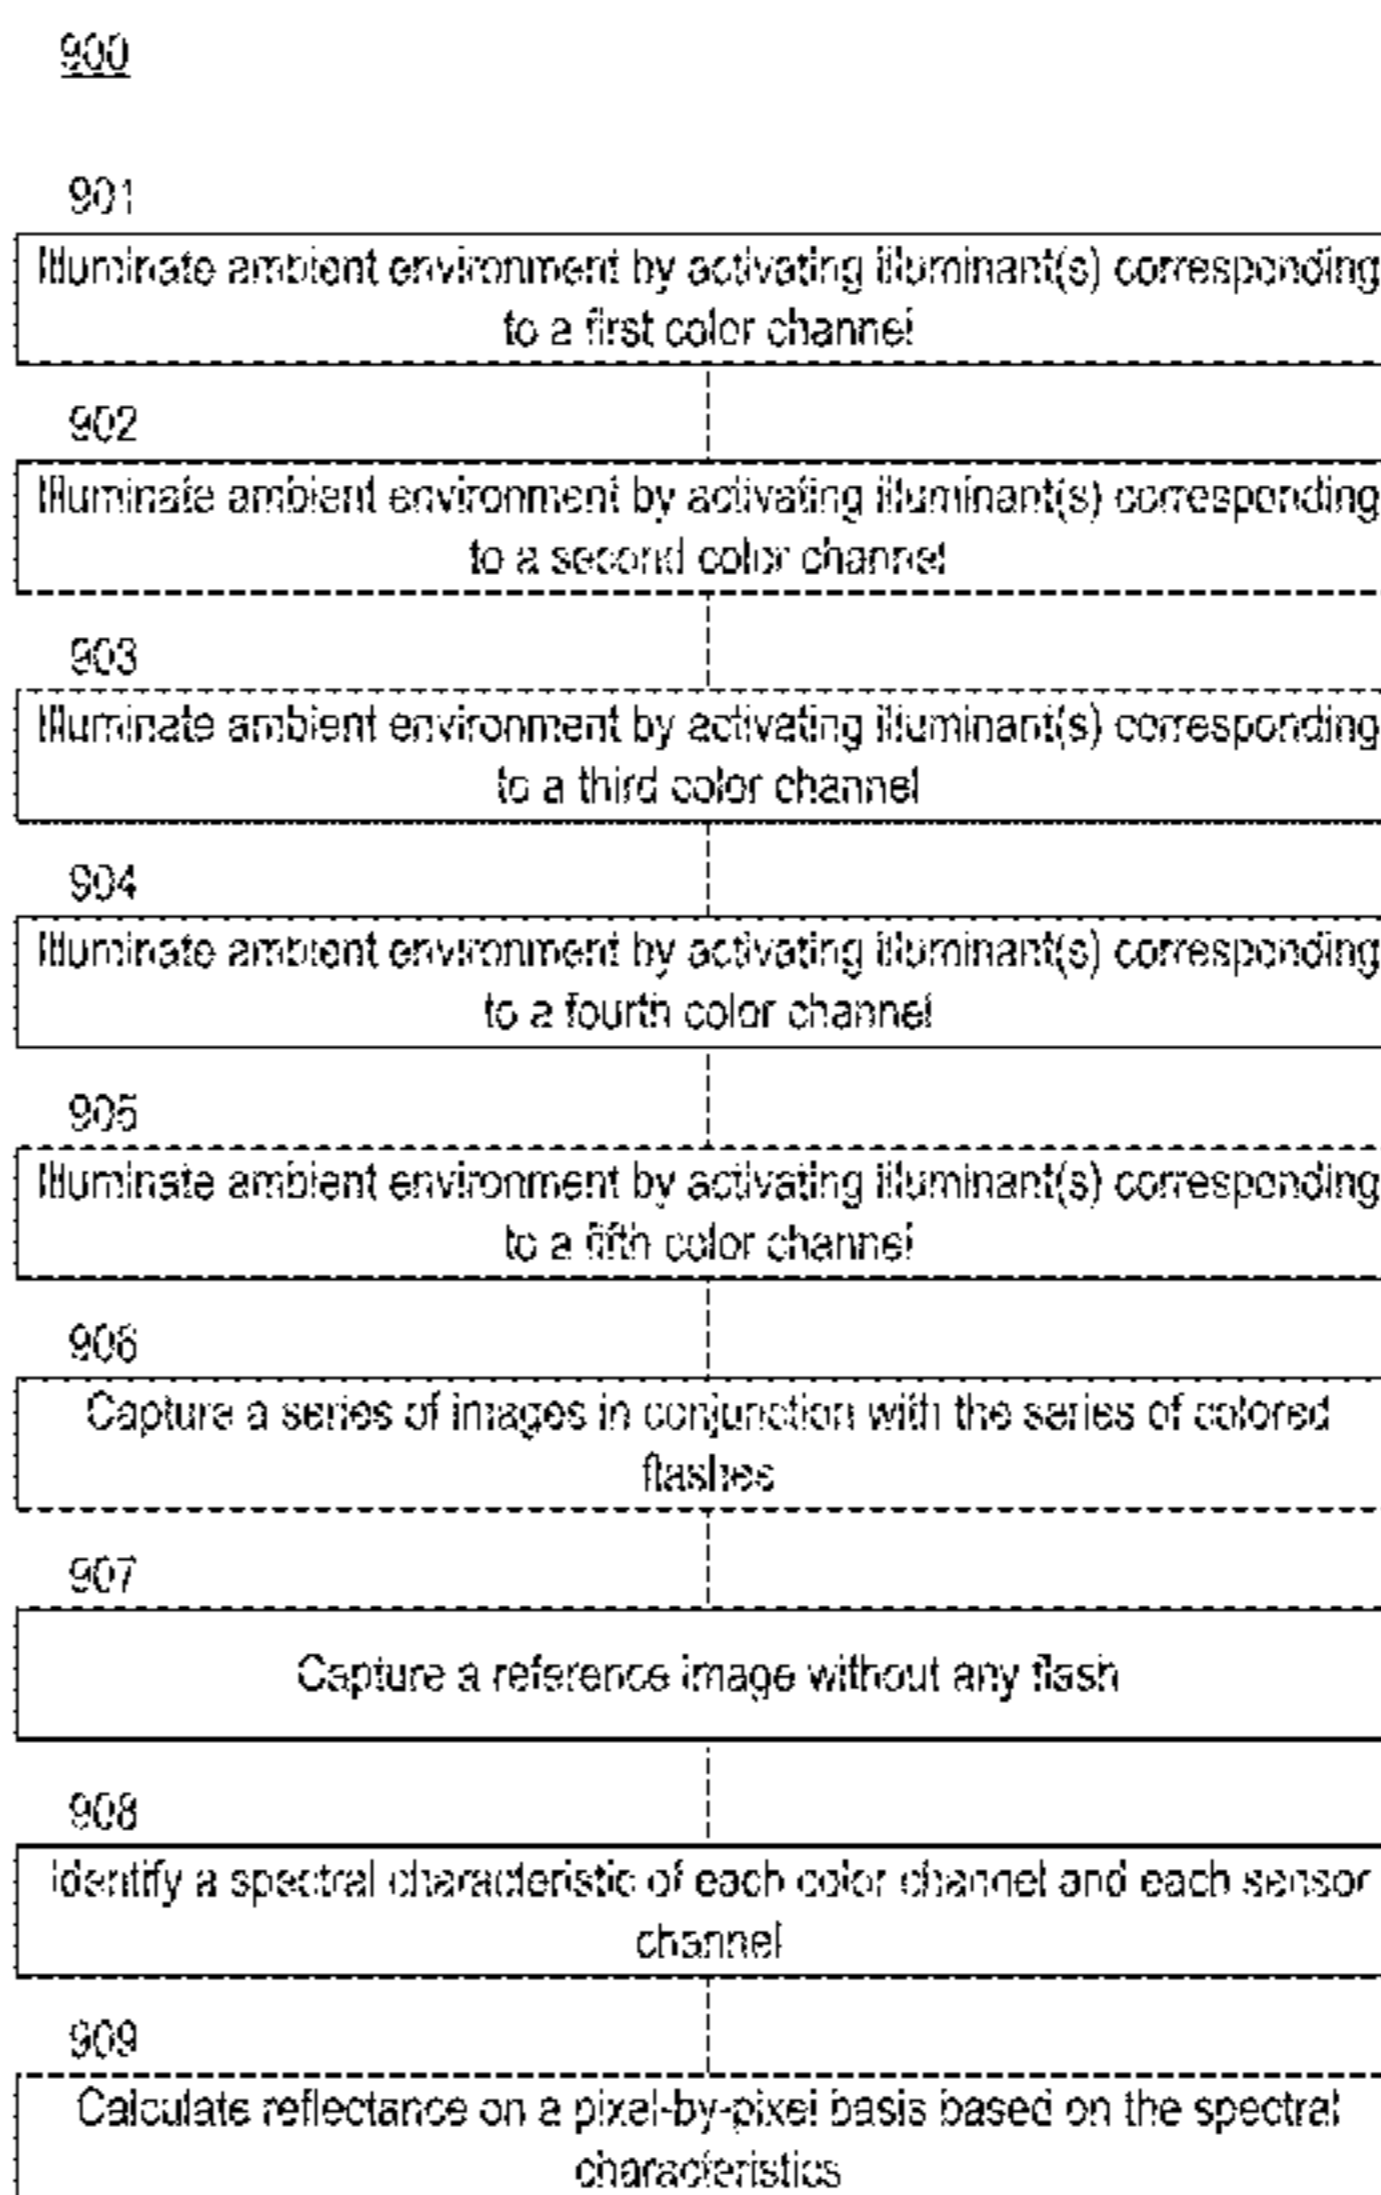 900
901
Illuminate ambient environment by activating illuminant(s) corresponding
to a first color channel
902
Illuminate ambient environment by activating illuminant(s) corresponding
to a second color channel
903
Illuminate ambient environment by activating illuminant(s) corresponding
to a third color channel
904
Illuminate ambient environment by activating illuminant(s) corresponding
to a fourth color channel
905
Illuminate ambient environment by activating illuminant(s) corresponding
to a fifth color channel
906
Capture a series of images in conjunction with the series of colored
flashes
907
Capture a reference image without any flash
908
Identify a spectral characteristic of each color channel and each sensor
channel
909
Calculate reflectance on a pixel-by-pixel basis based on the spectral
characteristics